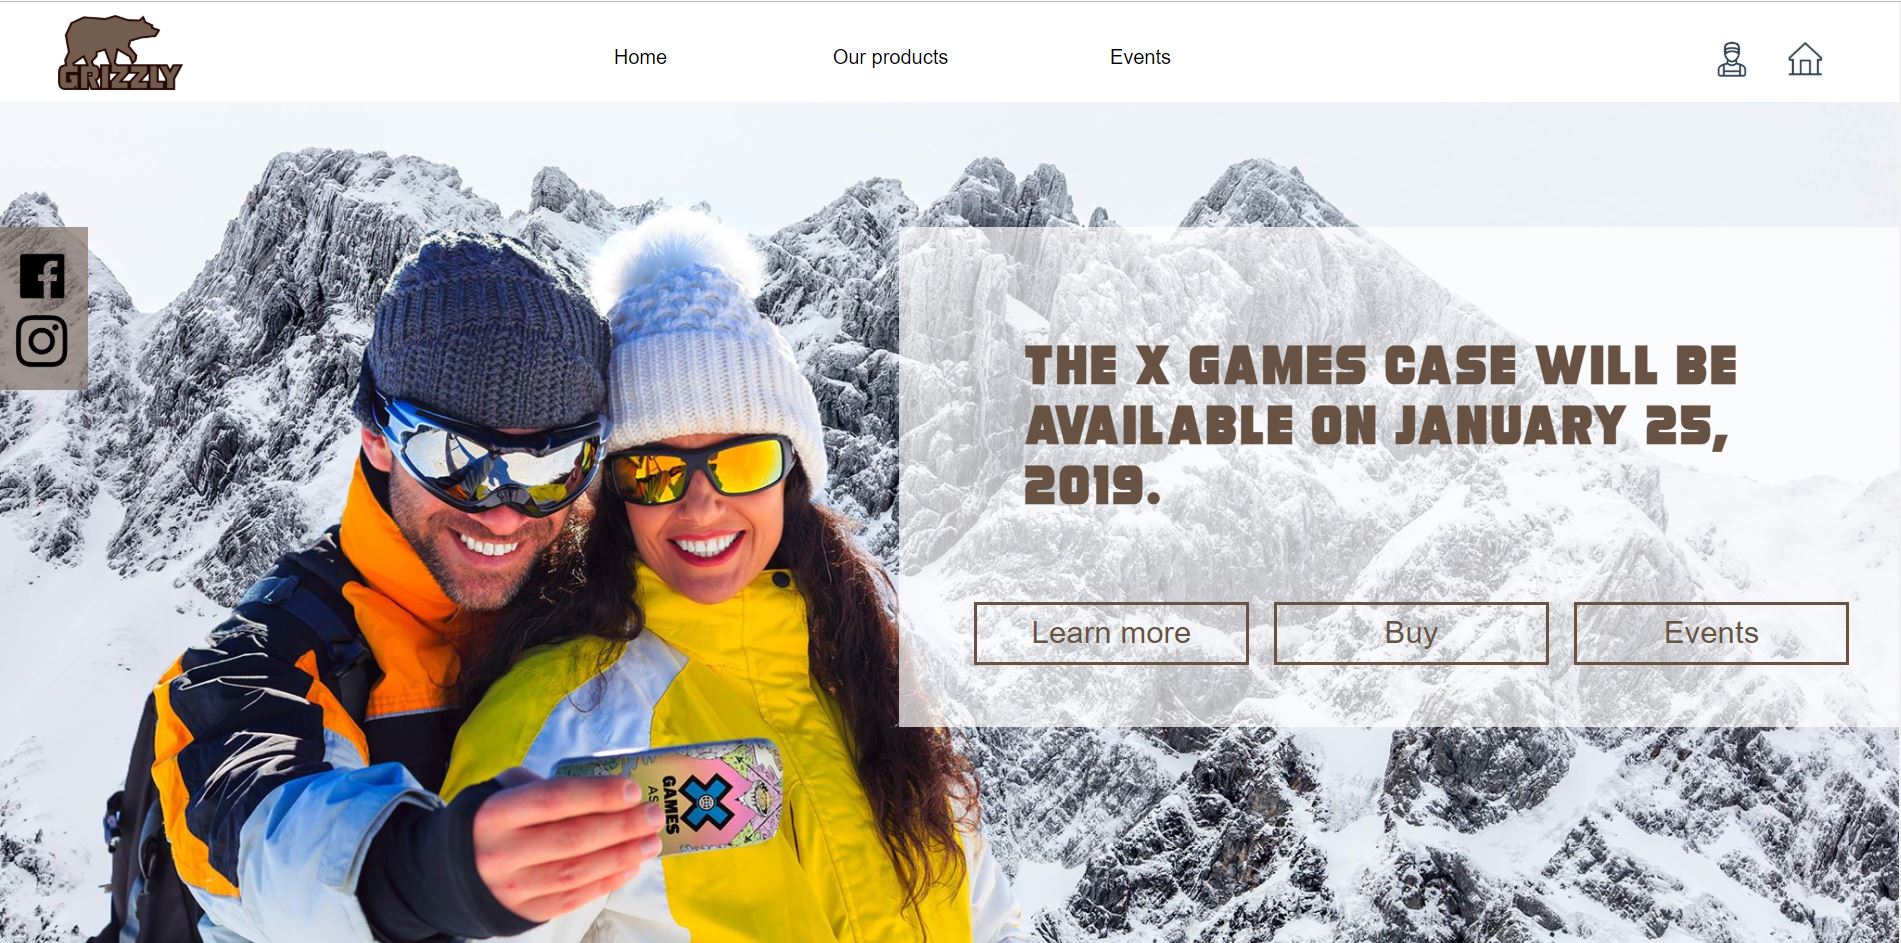 GRIZZLY
Home
Our products
Events
THE X GAMES CASE WILL BE
AVAILABLE ON JANUARY 25,
2019.
Learn more
Buy
Events
X
GAMES